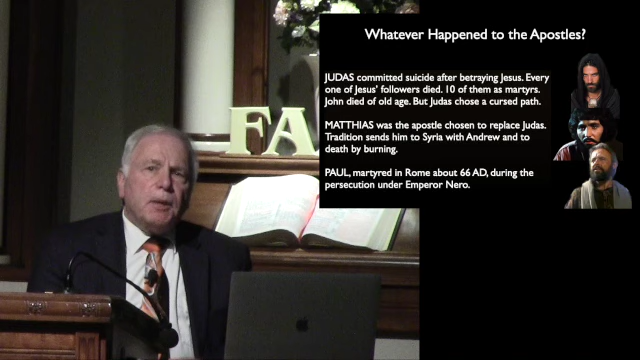 Whatever Happened to the Apostles?
JUDAS committed suicide after betraying Jesus. Every
one of Jesus' followers died. 10 of them as martyrs.
John died of old age. But Judas chose a cursed path.
MATTHIAS was the apostle chosen to replace Judas.
Tradition sends him to Syria with Andrew and to
death by burning.
PAUL, martyred in Rome about 66 AD, during the
persecution under Emperor Nero.
FA